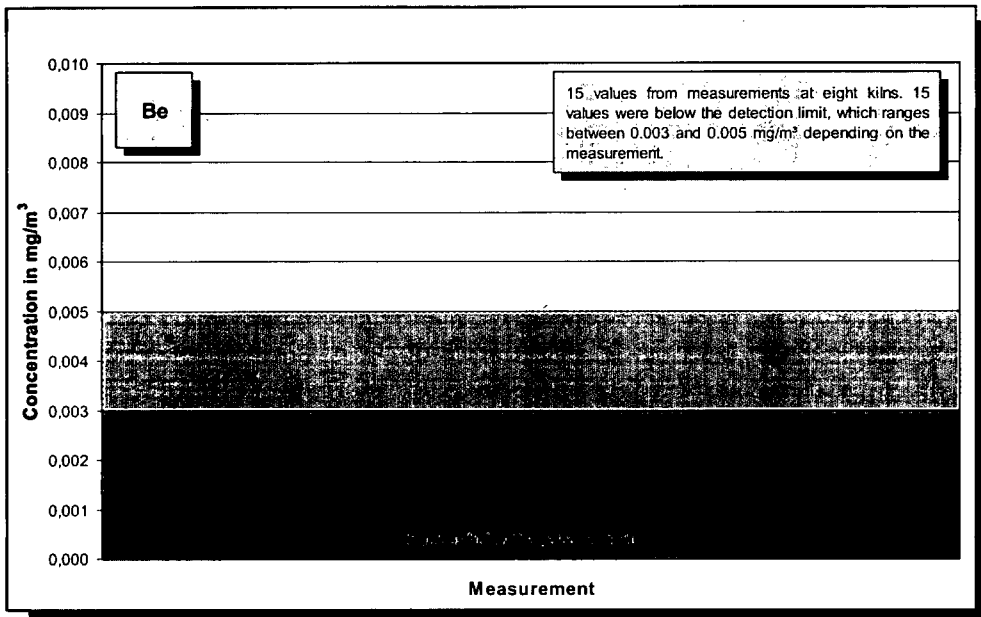 Be
15 values from measurements at eight kilns. 15
values were below the detection limit, which ranges
between 0.003 and 0.005 mg/m³ depending on the
measurement.
Concentration in mg/m³
0,010
0,009
0,008
0,007
0,006
0,005
0,004
0,003
0,002
0,001
0,000
Measurement